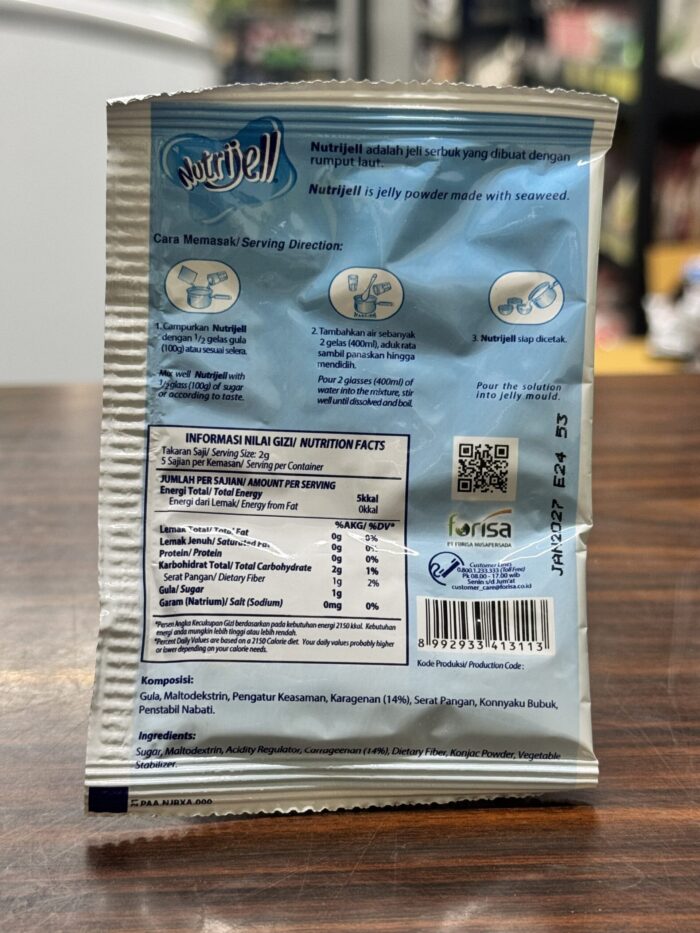 Nutrijell
Nutrijell adalah jeli serbuk yang dibuat dengan
rumput laut.
Nutrijell is jelly powder made with seaweed.
Cara Memasak/ Serving Direction:
1. Campurkan Nutrijell
dengan 1/2 gelas gula
(100g) atau sesuai selera.
Mix well Nutrijell with
1/2 glass (100g) of sugar
or according to taste.
2. Tambahkan air sebanyak
2 gelas (400ml), aduk rata
sambil panaskan hingga
mendidih.
Pour 2 glasses (400ml) of
water into the mixture, stir
well until dissolved and boil.
3. Nutrijell siap dicetak.
Pour the solution
into jelly mould.
INFORMASI NILAI GIZI/ NUTRITION FACTS
Takaran Saji/ Serving Size: 2g
5 Sajian per Kemasan/ Serving per Container
JUMLAH PER SAJIAN/ AMOUNT PER SERVING
Energi Total/ Total Energy 5kkal
Energi dari Lemak/ Energy from Fat 0kkal
%AKG/ %DV*
Lemak Total/ Total Fat 0g 0%
Lemak Jenuh/ Saturated Fat 0g 0%
Protein/ Protein 0g 0%
Karbohidrat Total/ Total Carbohydrate 2g 1%
Serat Pangan/ Dietary Fiber 1g 2%
Gula/ Sugar 1g
Garam (Natrium)/ Salt (Sodium) 0mg 0%
*Persen Angka Kecukupan Gizi berdasarkan pada kebutuhan energi 2150 kkal. Kebutuhan
energi anda mungkin lebih tinggi atau lebih rendah.
*Percent Daily Values are based on a 2150 Calorie diet. Your daily values probably higher
or lower depending on your calorie needs.
forisa
PT FORISA NUSAPERSADA
Customer Lines
0.800.1.233.333 (Toll Free)
Pk 08.00 - 17.00 wib
Senin s/d Jum'at
customer_care@forisa.co.id
8 992933 413113
Kode Produksi/ Production Code:
JAN2027 E24 53
Komposisi:
Gula, Maltodekstrin, Pengatur Keasaman, Karagenan (14%), Serat Pangan, Konnyaku Bubuk,
Penstabil Nabati.
Ingredients:
Sugar, Maltodextrin, Acidity Regulator, Carrageenan (14%), Dietary Fiber, Konjac Powder, Vegetable
Stabilizer.
PAA NJBXA 000